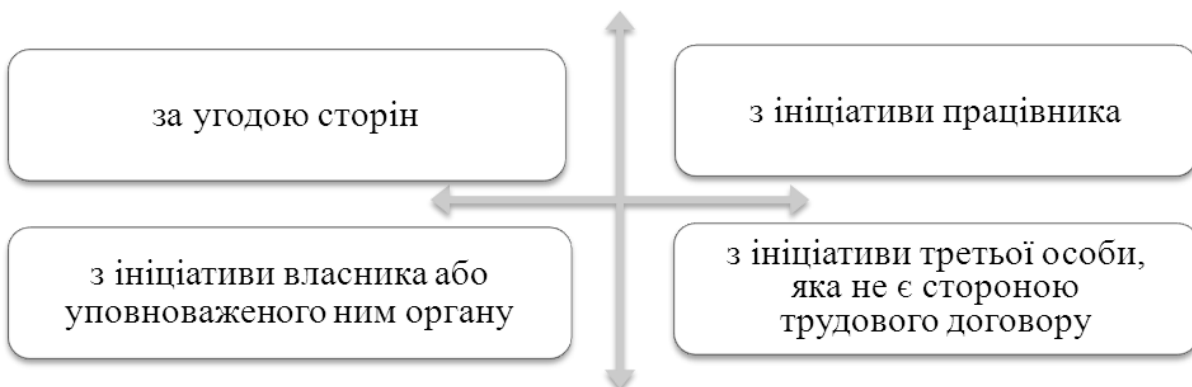 за угодою сторін
з ініціативи працівника
з ініціативи власника або
уповноваженого ним органу
з ініціативи третьої особи,
яка не є стороною
трудового договору